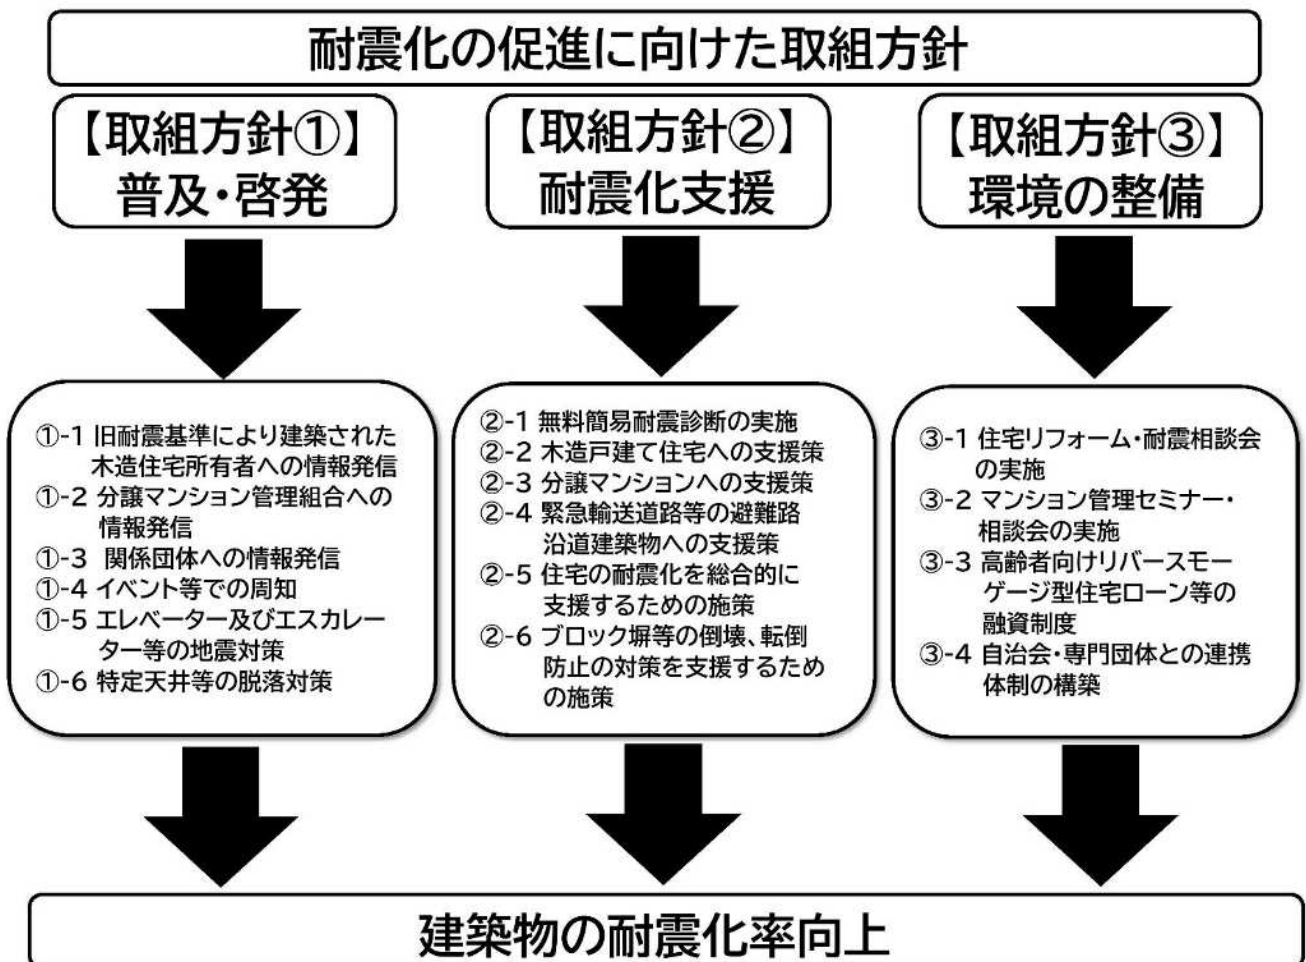 耐震化の促進に向けた取組方針
【取組方針①】
普及・啓発
【取組方針②】
耐震化支援
【取組方針③】
環境の整備
①-1 旧耐震基準により建築された
木造住宅所有者への情報発信
①-2 分譲マンション管理組合への
情報発信
①-3 関係団体への情報発信
①-4 イベント等での周知
①-5 エレベーター及びエスカレー
ター等の地震対策
①-6 特定天井等の脱落対策
②-1 無料簡易耐震診断の実施
②-2 木造戸建て住宅への支援策
②-3 分譲マンションへの支援策
②-4 緊急輸送道路等の避難路
沿道建築物への支援策
②-5 住宅の耐震化を総合的に
支援するための施策
②-6 ブロック塀等の倒壊、転倒
防止の対策を支援するため
の施策
③-1 住宅リフォーム・耐震相談会
の実施
③-2 マンション管理セミナー・
相談会の実施
③-3 高齢者向けリバースモー
ゲージ型住宅ローン等の
融資制度
③-4 自治会・専門団体との連携
体制の構築
建築物の耐震化率向上